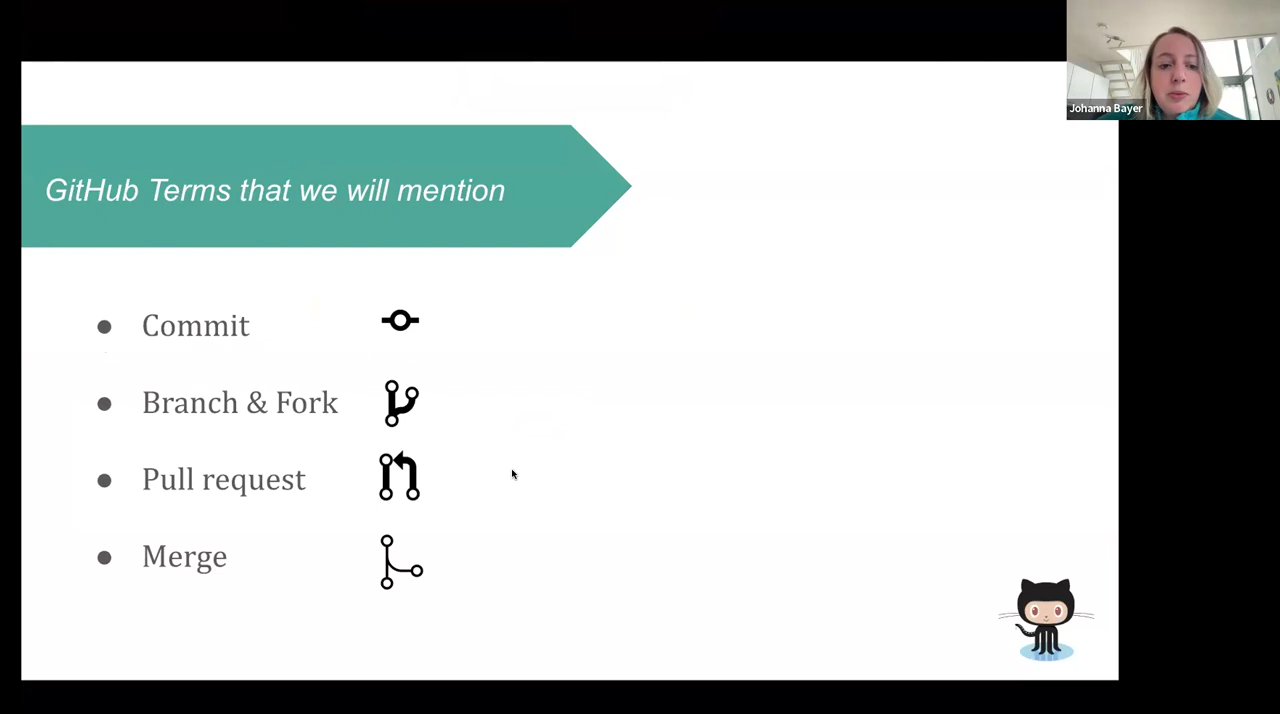 Johanna Bayer
GitHub Terms that we will mention
Commit
Branch & Fork
Pull request
Merge